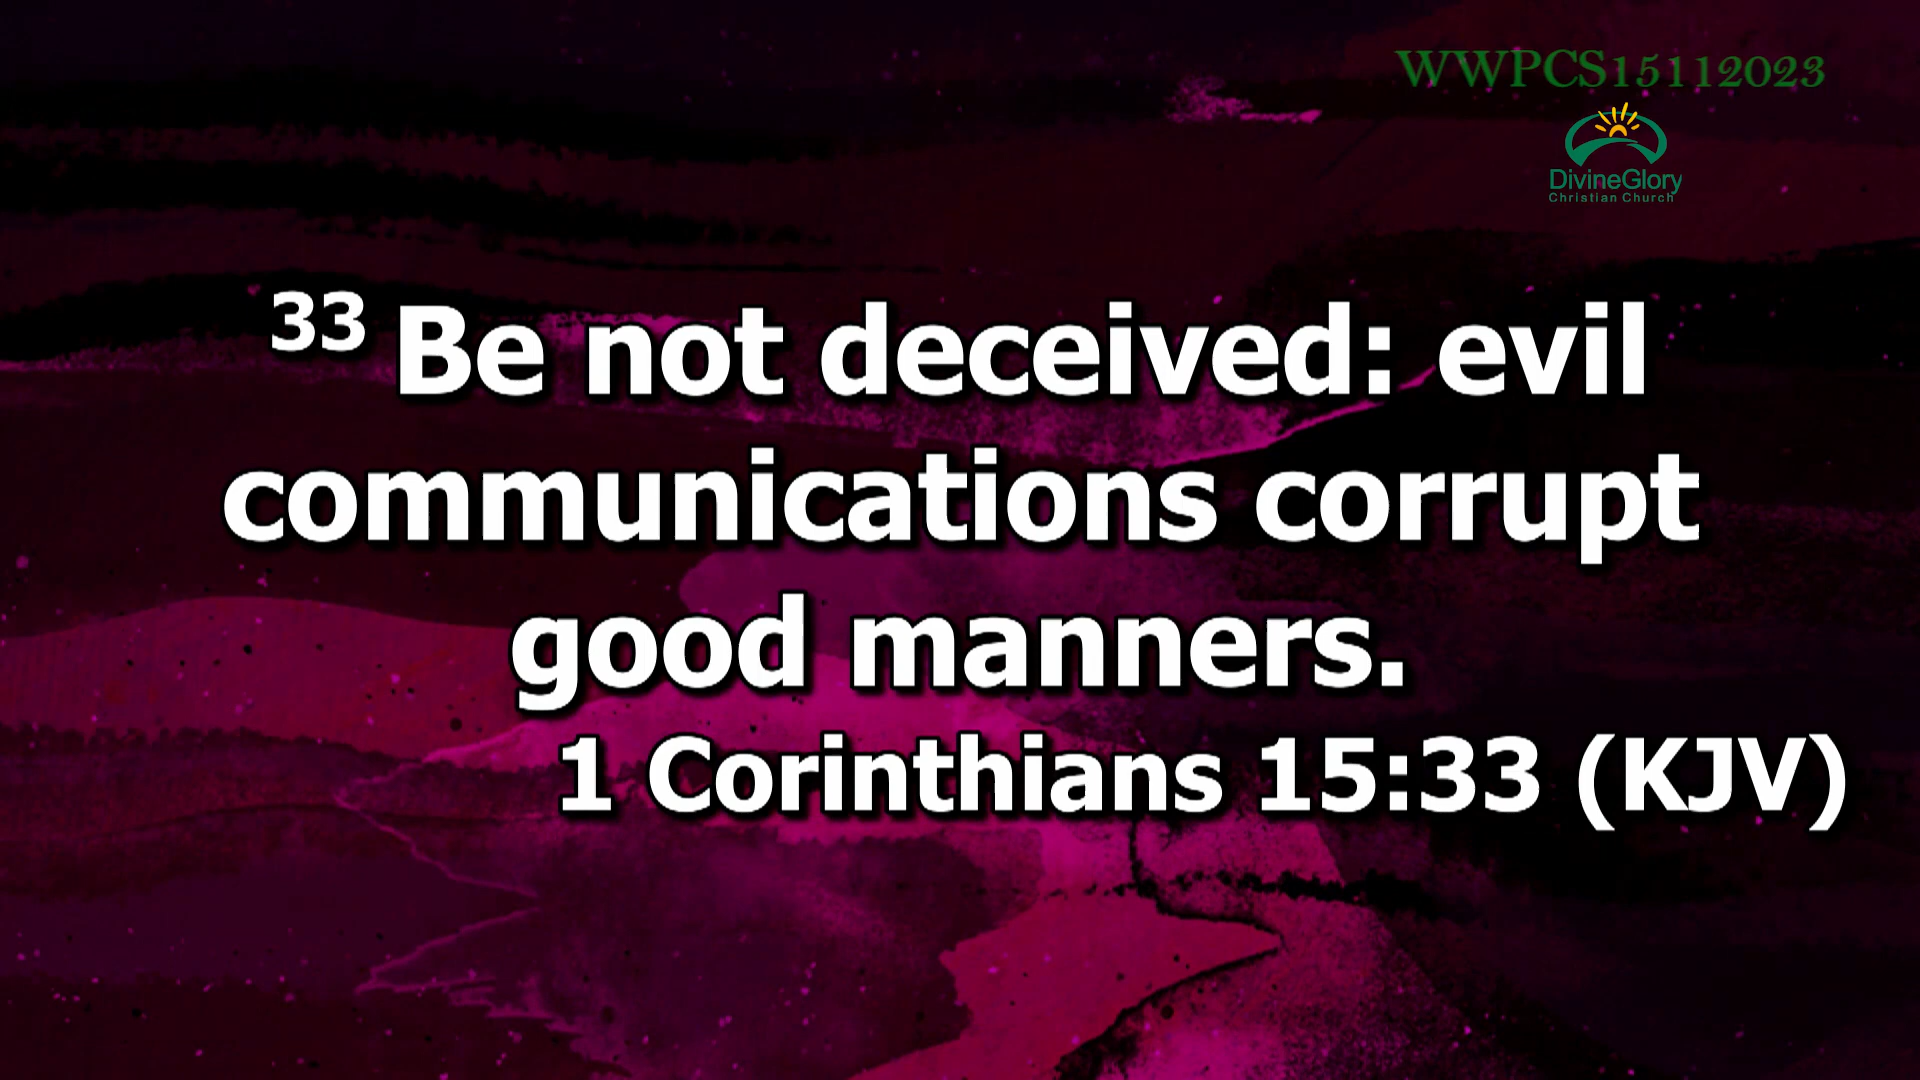 WWPCS15112023
DivineGlory
Christian Church
33 Be not deceived: evil
communications corrupt
good manners.
1 Corinthians 15:33 (KJV)